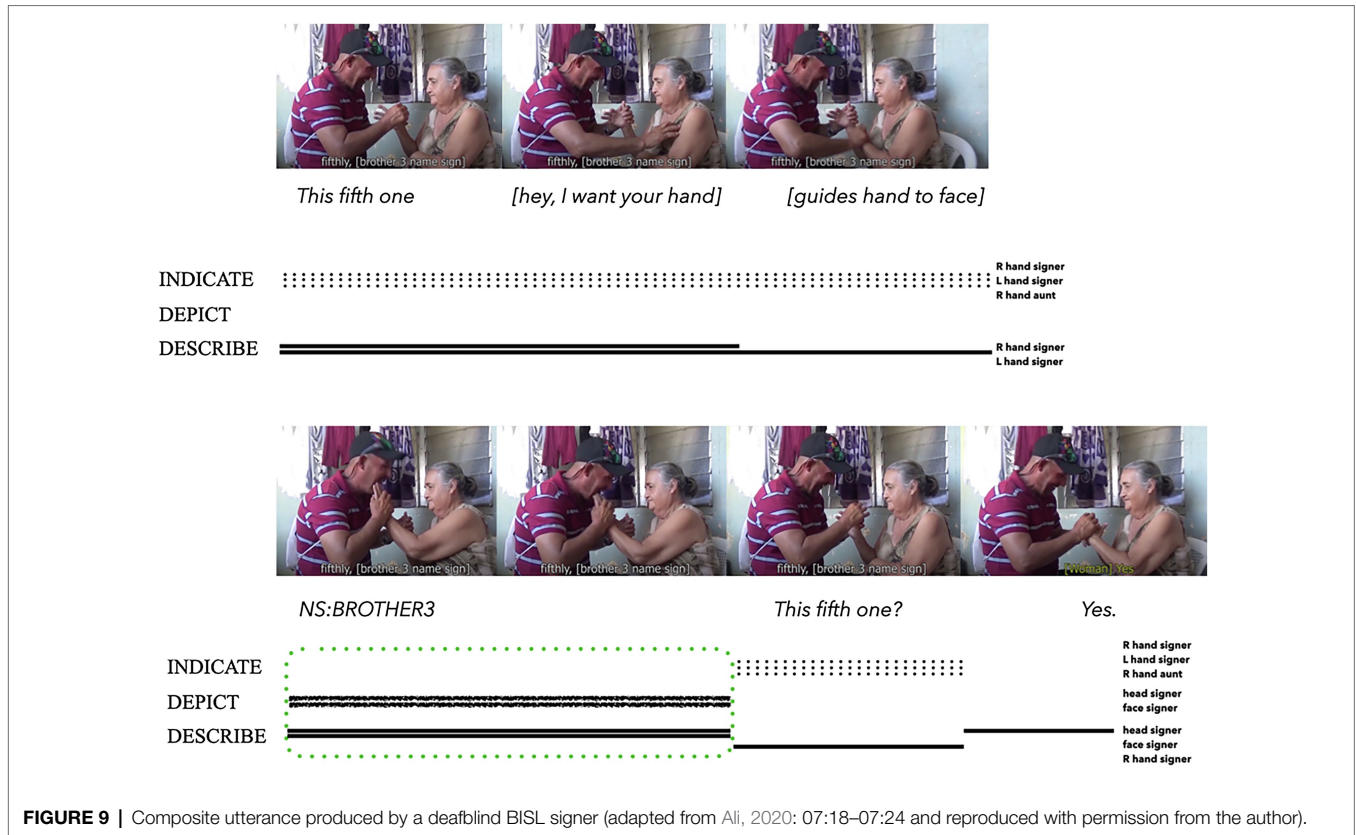 fifthly, [brother 3 name sign] fifthly, [brother 3 name sign] fifthly, [brother 3 name sign]
This fifth one [hey, I want your hand] [guides hand to face]
INDICATE
R hand signer
L hand signer
R hand aunt
DEPICT
DESCRIBE
R hand signer
L hand signer
fifthly, [brother 3 name sign] fifthly, [brother 3 name sign] fifthly, [brother 3 name sign] [Woman] Yes
NS:BROTHER3 This fifth one? Yes.
INDICATE
R hand signer
L hand signer
R hand aunt
DEPICT
head signer
face signer
DESCRIBE
head signer
face signer
R hand signer
FIGURE 9 | Composite utterance produced by a deafblind BISL signer (adapted from Ali, 2020: 07:18–07:24 and reproduced with permission from the author).